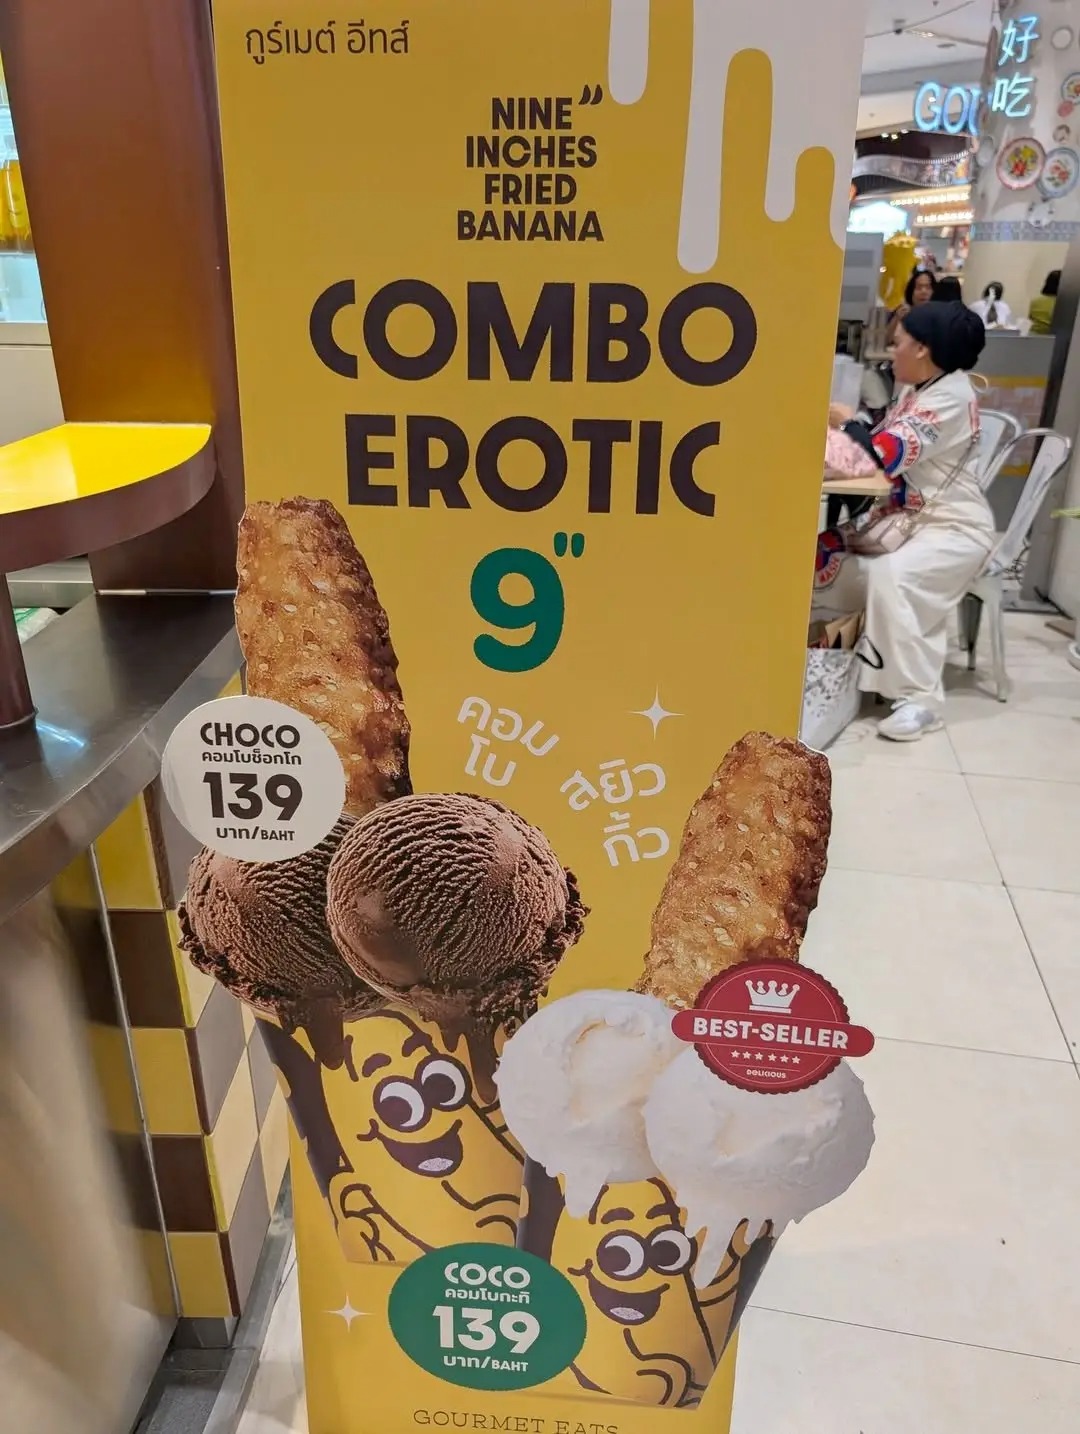 กูร์เมต์ อีทส์
NINE”
INCHES
FRIED
BANANA
COMBO
EROTIC
9"
คอม
โบ
สยิว
กิ้ว
CHOCO
คอมโบช็อกโก
139
บาท/BAHT
BEST-SELLER
DELICIOUS
COCO
คอมโบกะทิ
139
บาท/BAHT
GOURMET EATS
好
吃